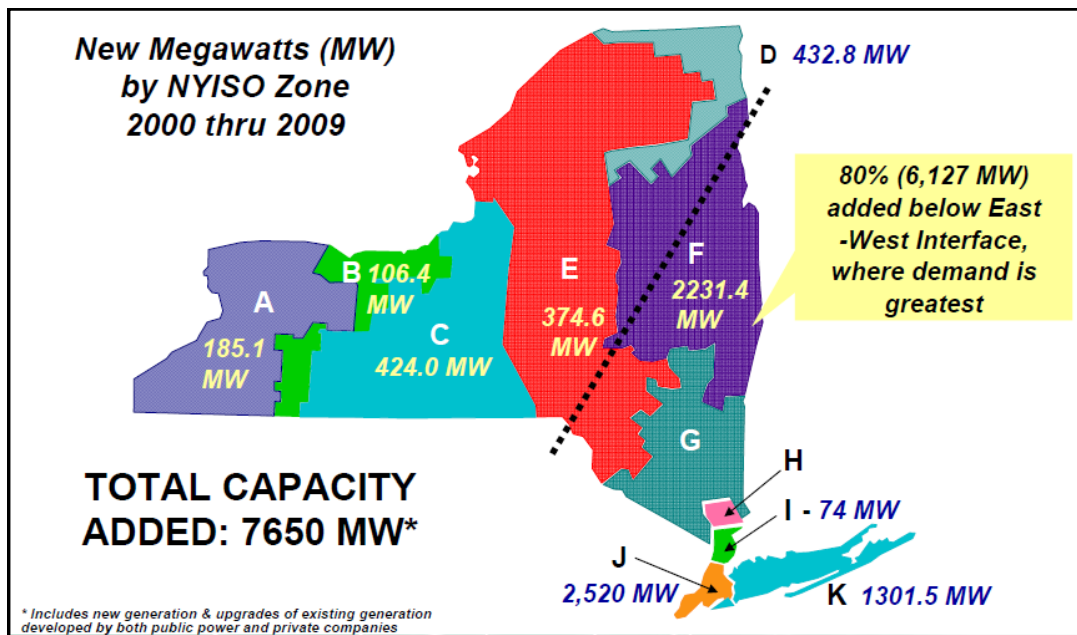 New Megawatts (MW)
by NYISO Zone
2000 thru 2009
D 432.8 MW
80% (6,127 MW)
added below East
-West Interface,
where demand is
greatest
A
185.1
MW
B 106.4
MW
C
424.0 MW
E
374.6
MW
F
2231.4
MW
G
H
I - 74 MW
J
2,520 MW
K 1301.5 MW
TOTAL CAPACITY
ADDED: 7650 MW*
* Includes new generation & upgrades of existing generation
developed by both public power and private companies